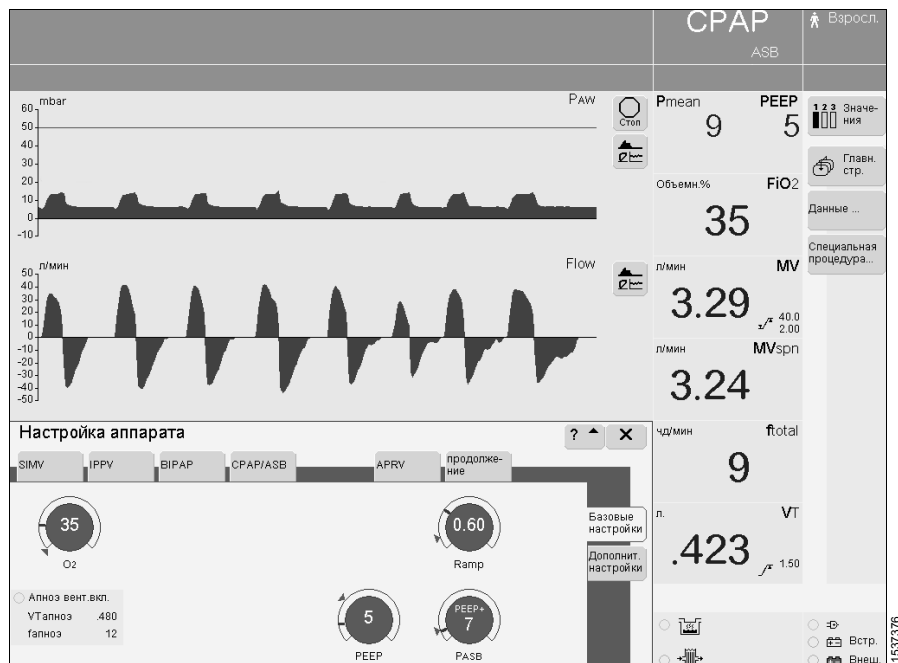 CPAP
ASB
Взросл.
mbar
Paw
60
50
40
30
20
10
0
-10
Стоп
л/мин
Flow
50
40
30
20
10
0
-10
-20
-30
-40
-50
Pmean
PEEP
9
5
Объемн.%
FiO2
35
л/мин
MV
3.29
40.0
2.00
л/мин
MVspn
3.24
чд/мин
ftotal
9
л.
VT
.423
1.50
1 2 3 Значе-
ния
Главн.
стр.
Данные ...
Специальная
процедура...
Настройка аппарата
?
X
SIMV
IPPV
BIPAP
CPAP/ASB
APRV
продолже-
ние
Базовые
настройки
Дополнит.
настройки
35
O2
0.60
Ramp
Апноэ вент.вкл.
VTапноэ .480
fапноэ 12
5
PEEP
PEEP+
7
PASB
Встр.
Внеш.
1537376